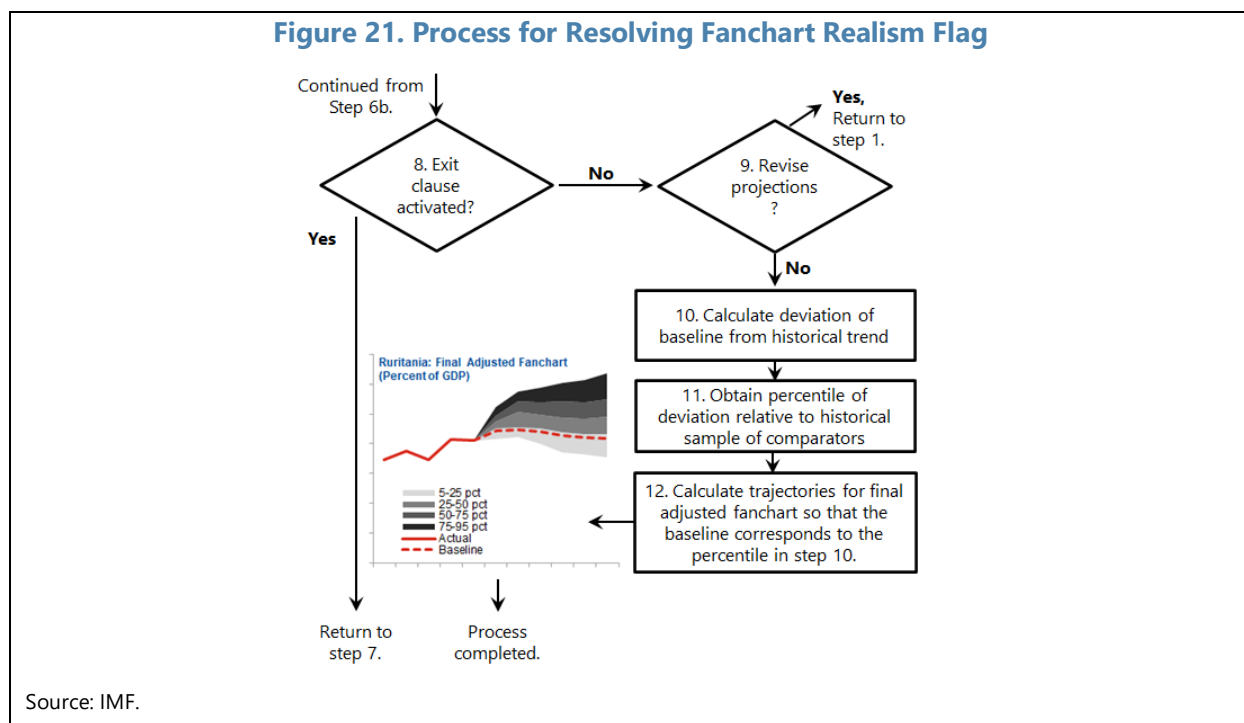 Figure 21. Process for Resolving Fanchart Realism Flag
Continued from
Step 6b.
8. Exit
clause
activated?
No
9. Revise
projections
?
Yes,
Return to
step 1.
Yes
No
10. Calculate deviation of
baseline from historical trend
11. Obtain percentile of
deviation relative to historical
sample of comparators
12. Calculate trajectories for final
adjusted fanchart so that the
baseline corresponds to the
percentile in step 10.
Ruritania: Final Adjusted Fanchart
(Percent of GDP)
5-25 pct
25-50 pct
50-75 pct
75-95 pct
Actual
Baseline
Return to
step 7.
Process
completed.
Source: IMF.